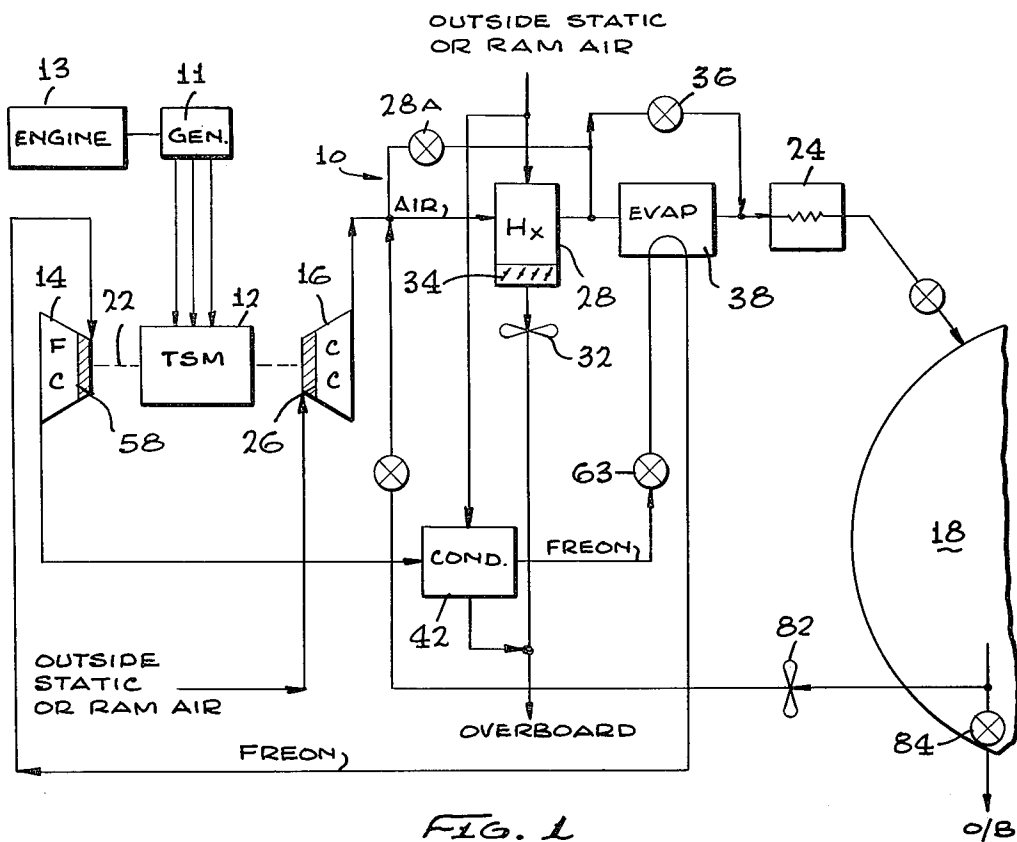 OUTSIDE STATIC
OR RAM AIR
13
11
28A
36
ENGINE
GEN.
10
24
AIR,
HX
EVAP
14
22
12
16
34
28
38
F
C
TSM
C
C
32
58
26
63
18
COND.
FREON,
42
82
OUTSIDE
STATIC
OR RAM AIR
OVERBOARD
84
FREON,
FIG. 1
O/B